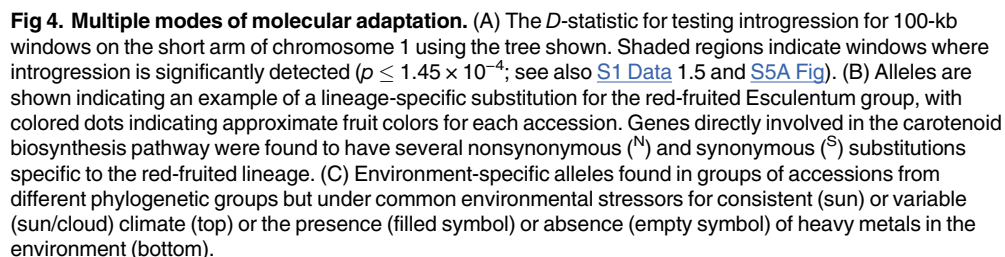 Fig 4. Multiple modes of molecular adaptation. (A) The D-statistic for testing introgression for 100-kb
windows on the short arm of chromosome 1 using the tree shown. Shaded regions indicate windows where
introgression is significantly detected (p ≤ 1.45 × 10⁻⁴; see also S1 Data 1.5 and S5A Fig). (B) Alleles are
shown indicating an example of a lineage-specific substitution for the red-fruited Esculentum group, with
colored dots indicating approximate fruit colors for each accession. Genes directly involved in the carotenoid
biosynthesis pathway were found to have several nonsynonymous (ᴺ) and synonymous (ˢ) substitutions
specific to the red-fruited lineage. (C) Environment-specific alleles found in groups of accessions from
different phylogenetic groups but under common environmental stressors for consistent (sun) or variable
(sun/cloud) climate (top) or the presence (filled symbol) or absence (empty symbol) of heavy metals in the
environment (bottom).